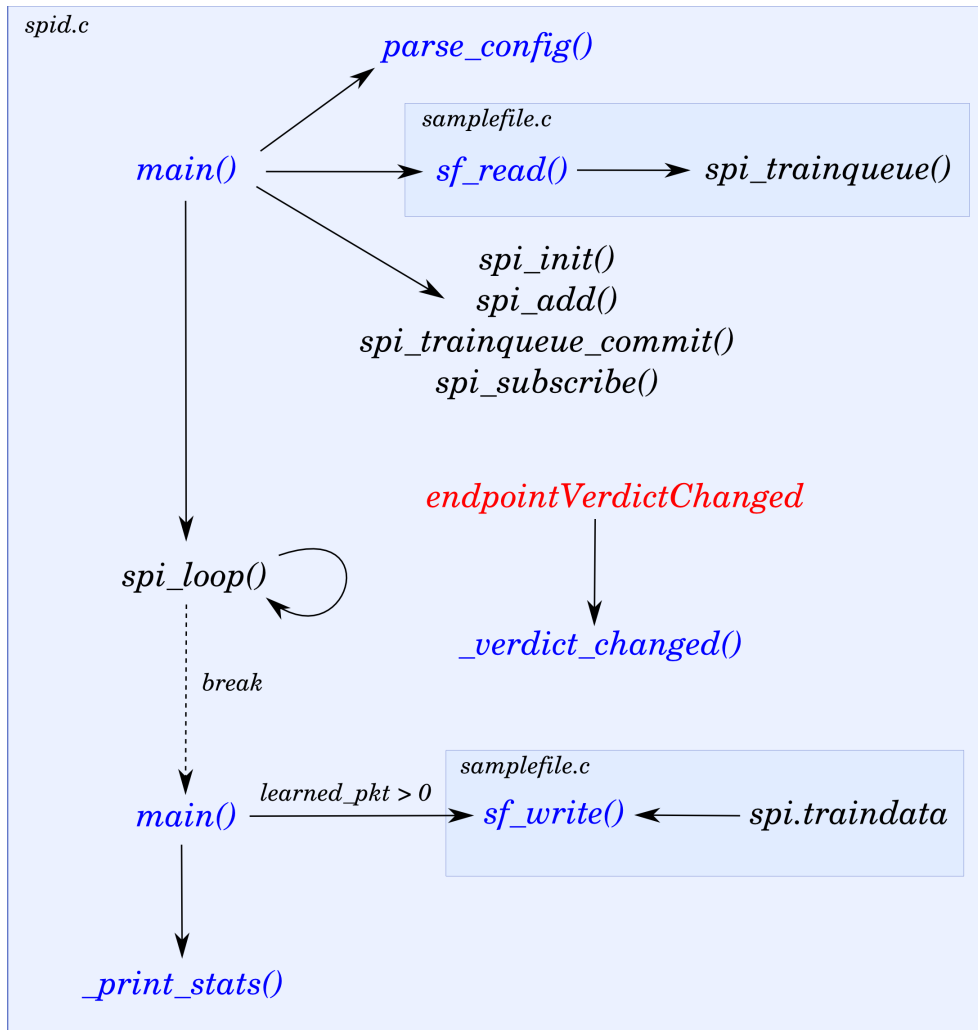 spid.c
parse_config()
samplefile.c
main()
sf_read()
spi_trainqueue()
spi_init()
spi_add()
spi_trainqueue_commit()
spi_subscribe()
endpointVerdictChanged
spi_loop()
_verdict_changed()
break
samplefile.c
main()
learned_pkt > 0
sf_write()
spi.traindata
_print_stats()